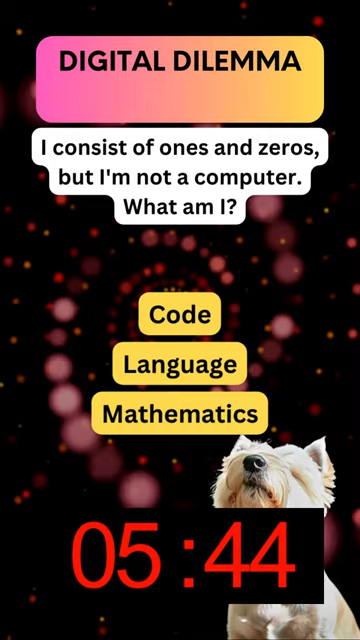 DIGITAL DILEMMA
I consist of ones and zeros,
but I'm not a computer.
What am I?
Code
Language
Mathematics
05:44